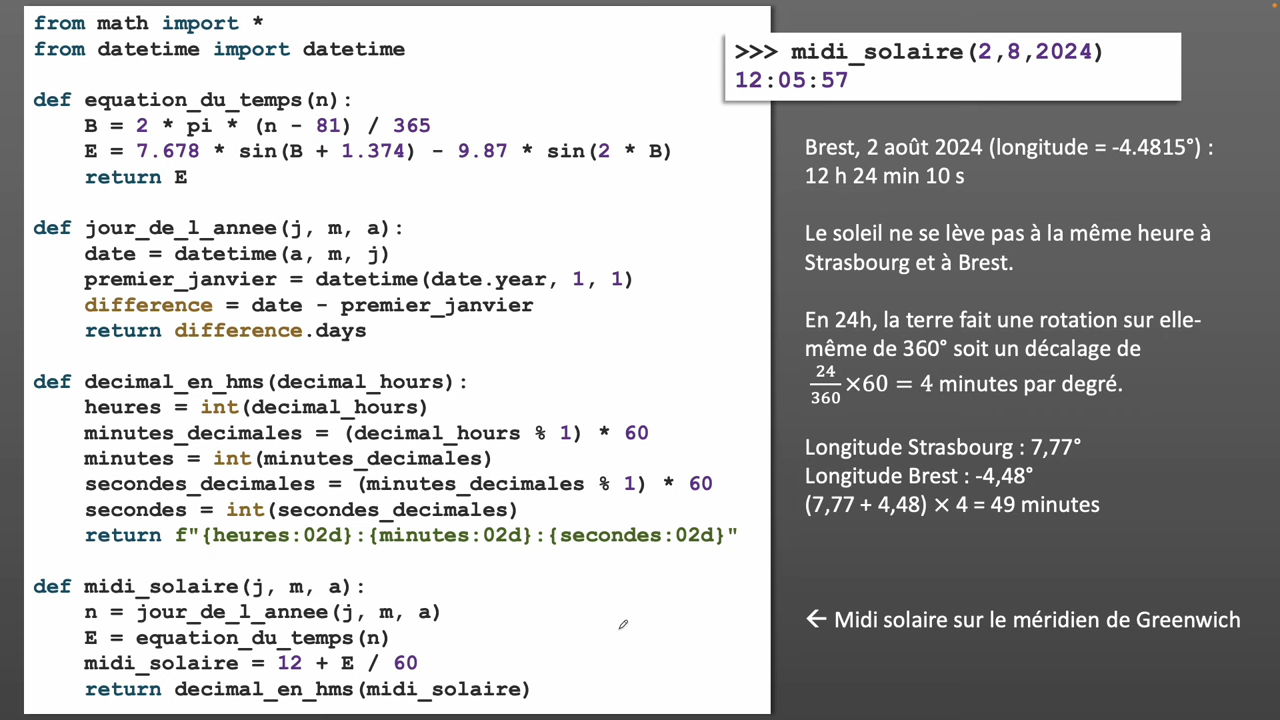 from math import *
from datetime import datetime
def equation_du_temps(n):
    B = 2 * pi * (n - 81) / 365
    E = 7.678 * sin(B + 1.374) - 9.87 * sin(2 * B)
    return E
def jour_de_l_annee(j, m, a):
    date = datetime(a, m, j)
    premier_janvier = datetime(date.year, 1, 1)
    difference = date - premier_janvier
    return difference.days
def decimal_en_hms(decimal_hours):
    heures = int(decimal_hours)
    minutes_decimales = (decimal_hours % 1) * 60
    minutes = int(minutes_decimales)
    secondes_decimales = (minutes_decimales % 1) * 60
    secondes = int(secondes_decimales)
    return f"{heures:02d}:{minutes:02d}:{secondes:02d}"
def midi_solaire(j, m, a):
    n = jour_de_l_annee(j, m, a)
    E = equation_du_temps(n)
    midi_solaire = 12 + E / 60
    return decimal_en_hms(midi_solaire)
>>> midi_solaire(2,8,2024)
12:05:57
Brest, 2 août 2024 (longitude = -4.4815°) :
12 h 24 min 10 s
Le soleil ne se lève pas à la même heure à
Strasbourg et à Brest.
En 24h, la terre fait une rotation sur elle-
même de 360° soit un décalage de
24/360 ×60 = 4 minutes par degré.
Longitude Strasbourg : 7,77°
Longitude Brest : -4,48°
(7,77 + 4,48) × 4 = 49 minutes
← Midi solaire sur le méridien de Greenwich